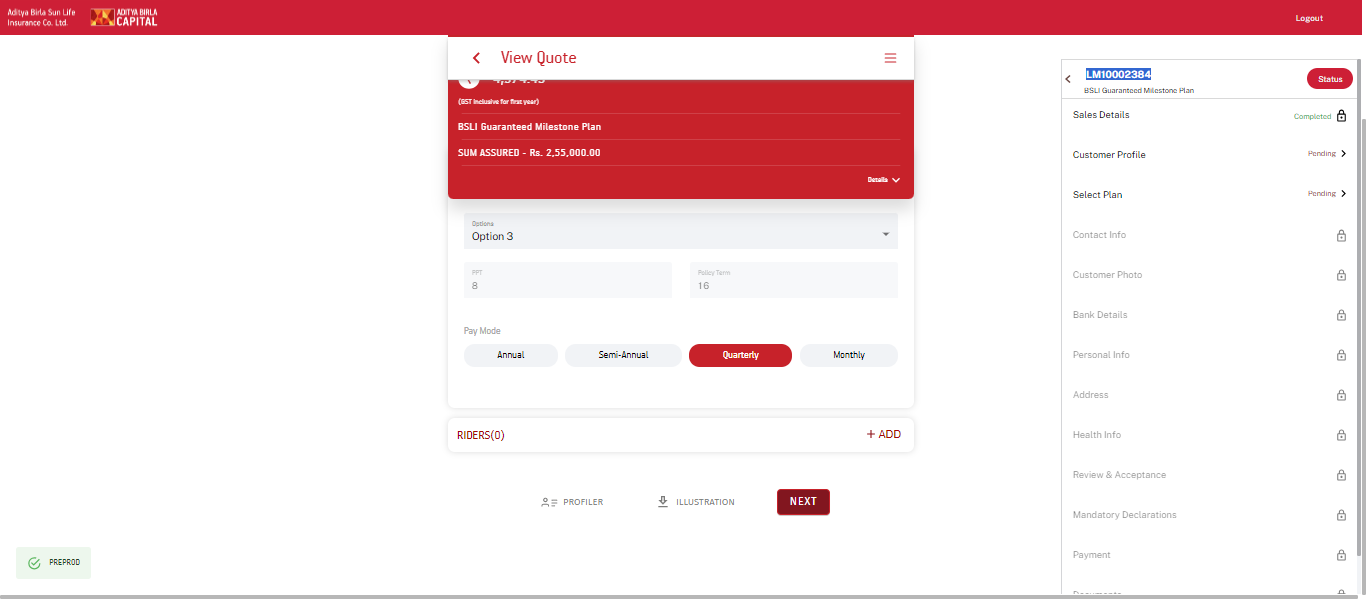 Aditya Birla Sun Life
Insurance Co. Ltd.
ADITYA BIRLA
CAPITAL
Logout
View Quote
(GST Inclusive for first year)
BSLI Guaranteed Milestone Plan
SUM ASSURED - Rs. 2,55,000.00
Details
Options
Option 3
PPT
8
Policy Term
16
Pay Mode
Annual
Semi-Annual
Quarterly
Monthly
RIDERS(0)
+ ADD
PROFILER
ILLUSTRATION
NEXT
PREPROD
LM10002384
BSLI Guaranteed Milestone Plan
Status
Sales Details
Completed
Customer Profile
Pending
Select Plan
Pending
Contact Info
Customer Photo
Bank Details
Personal Info
Address
Health Info
Review & Acceptance
Mandatory Declarations
Payment